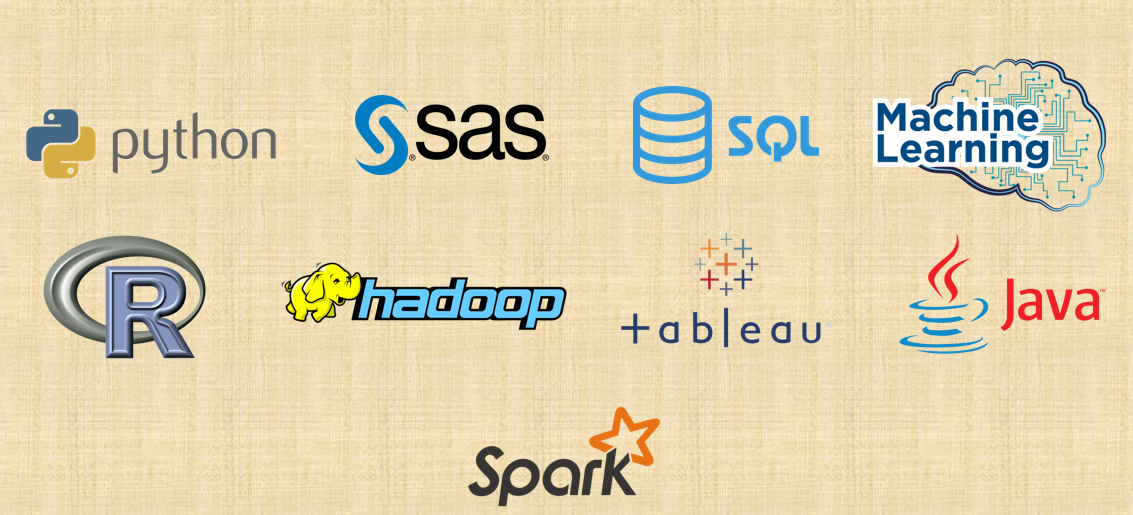 python
sas
SQL
Machine
Learning
R
hadoop
tableau
Java
Spark